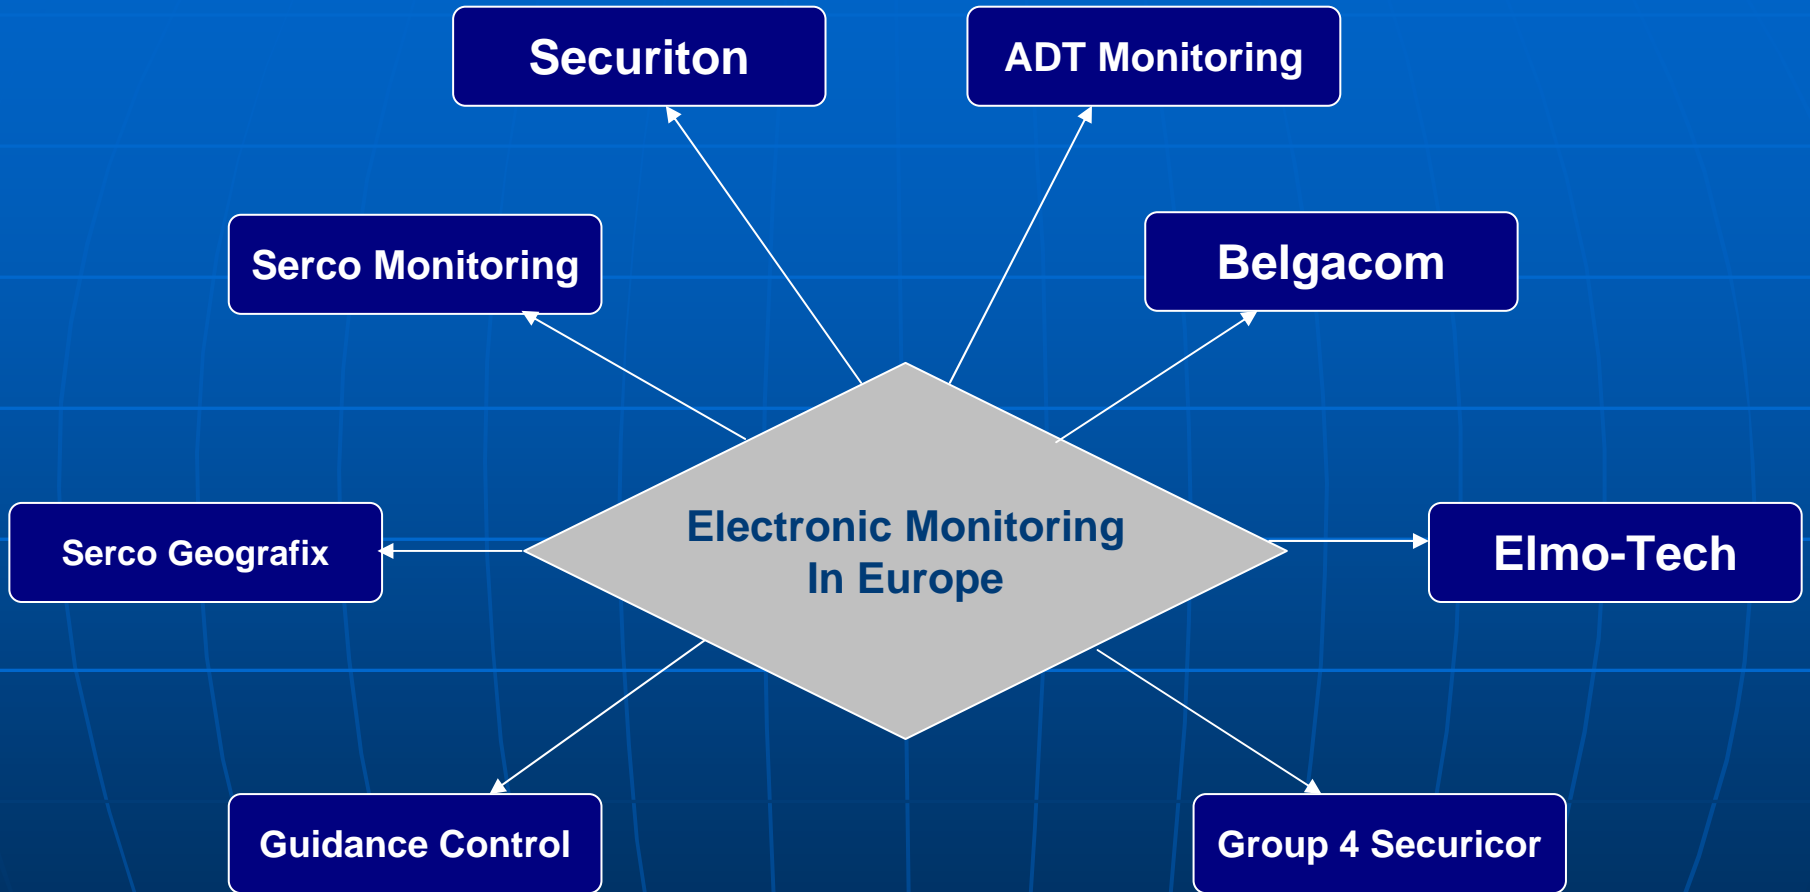 Securiton
ADT Monitoring
Serco Monitoring
Belgacom
Serco Geografix
Electronic Monitoring
In Europe
Elmo-Tech
Guidance Control
Group 4 Securicor